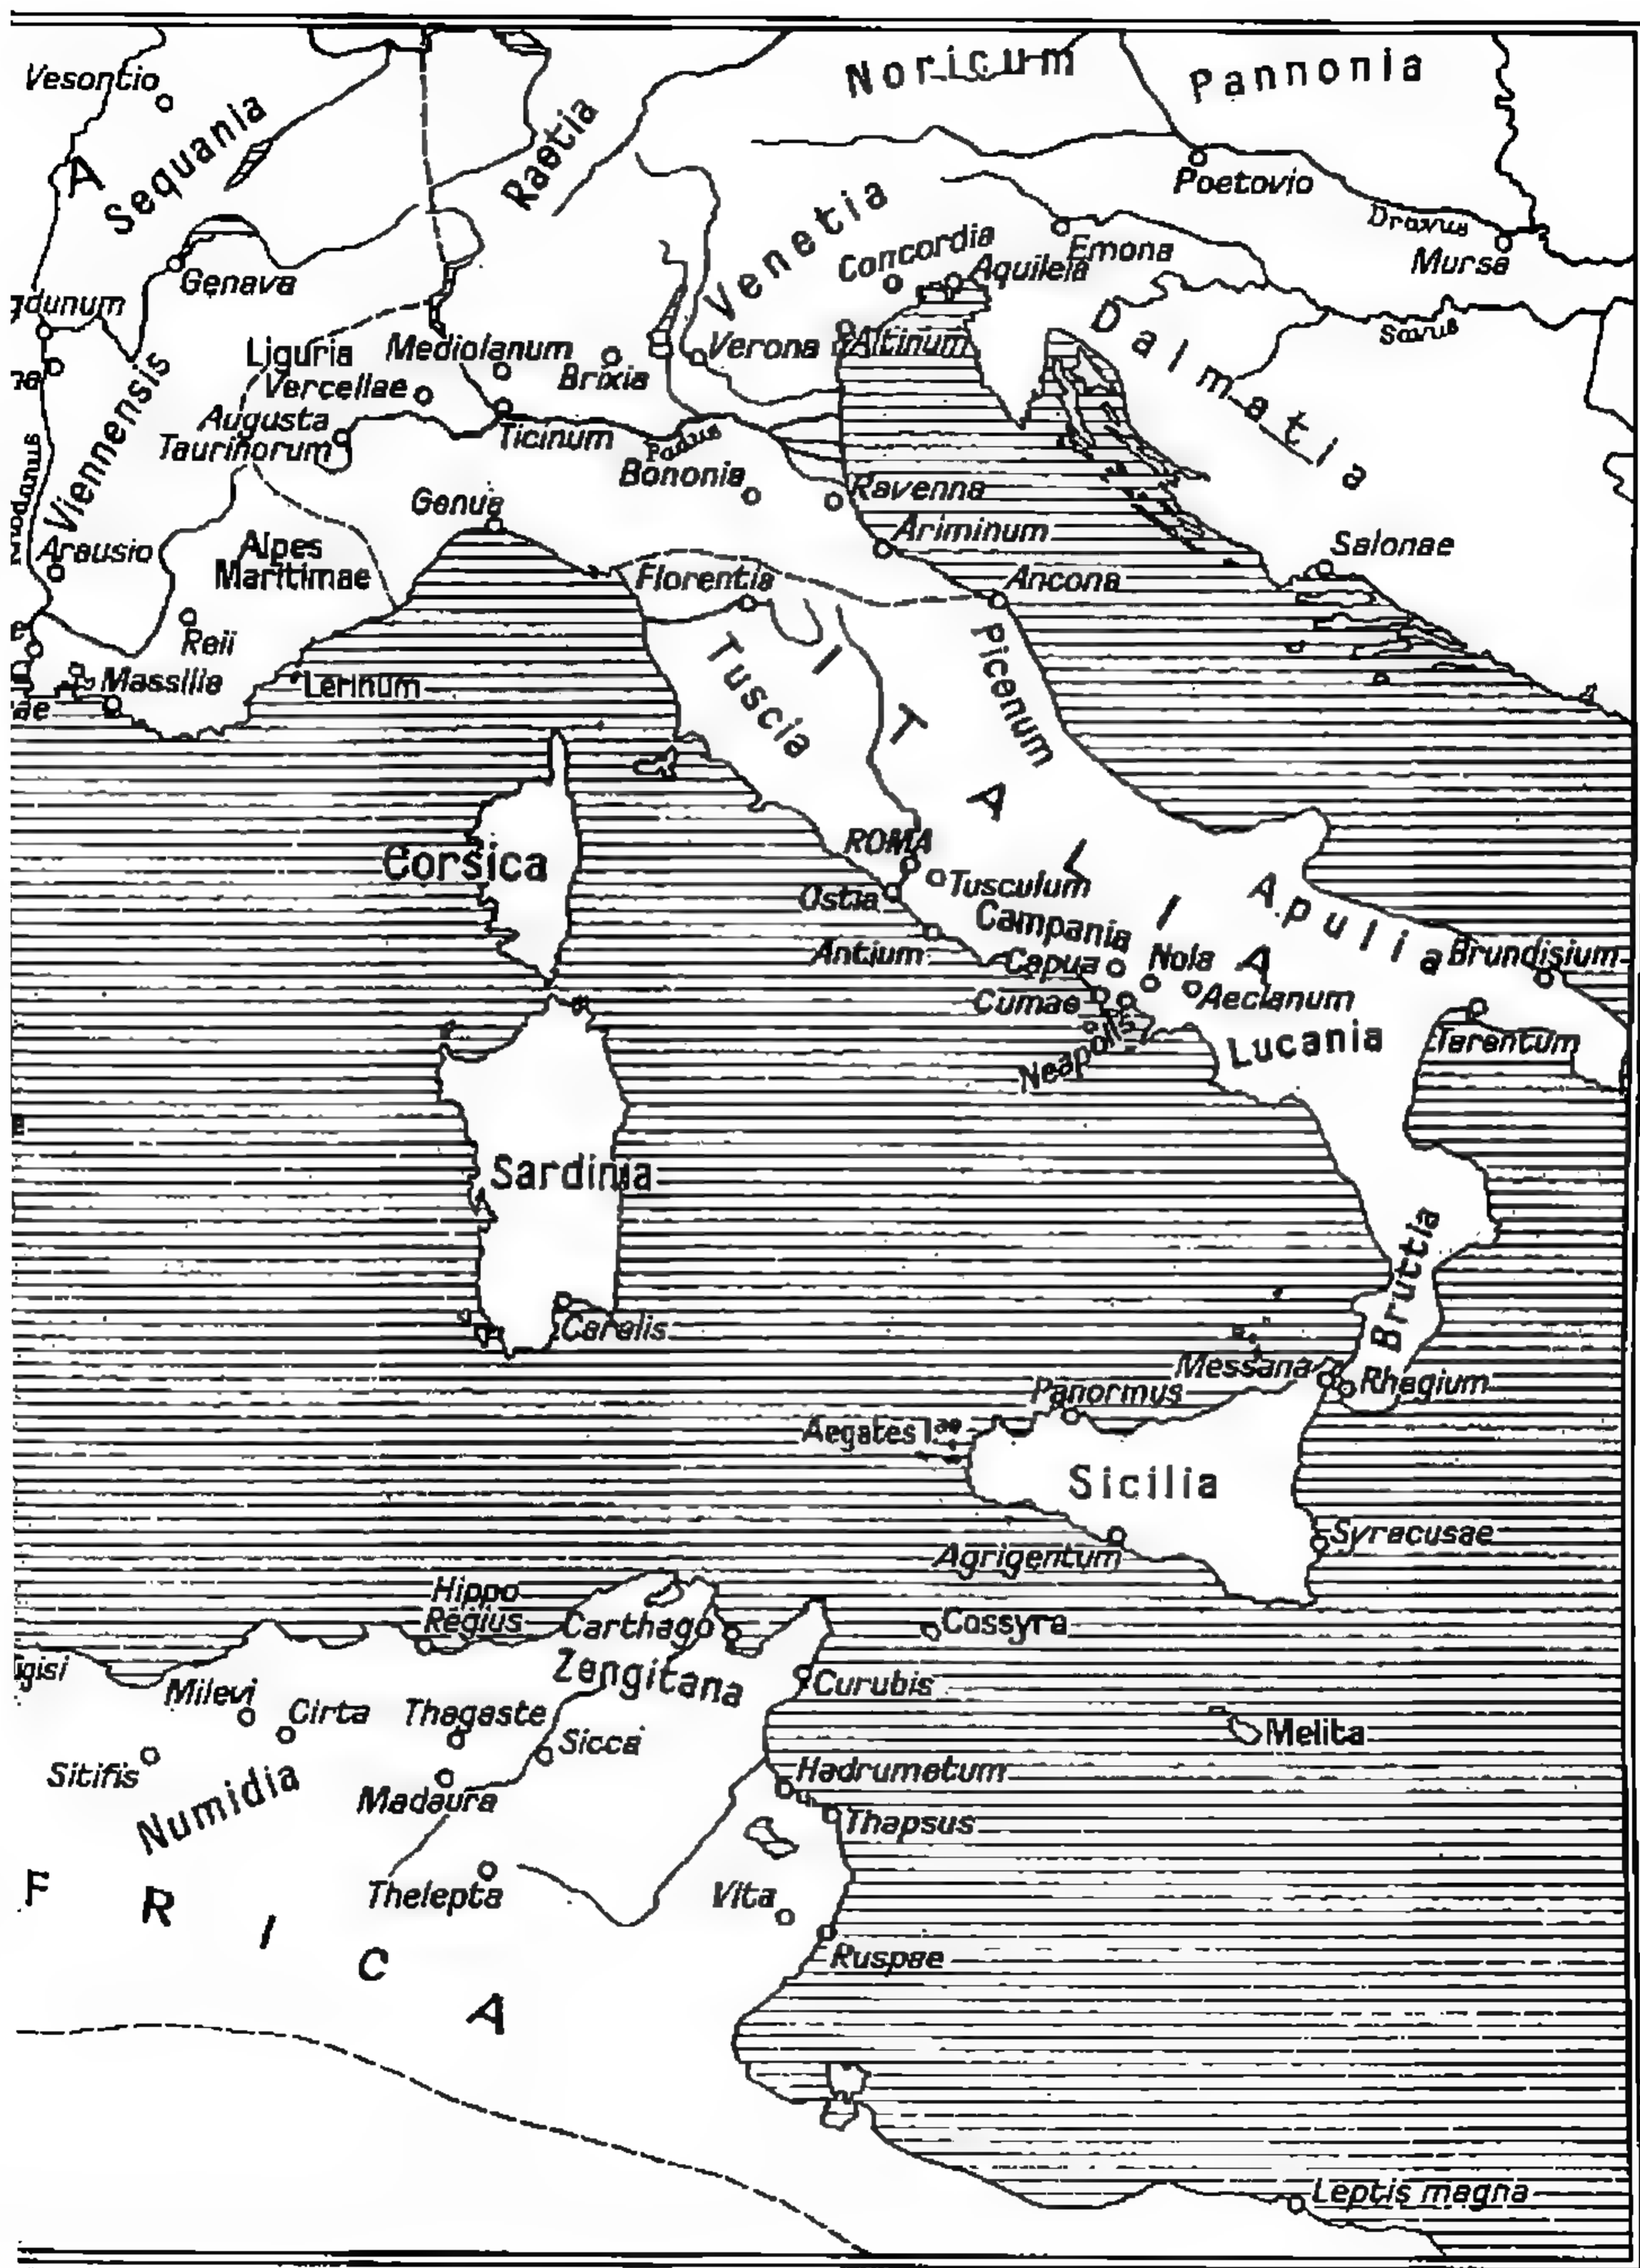 Noricum
Pannonia
Vesontio
A
Sequania
Raetia
Poetovio
Dravus
Mursa
Venetia
Concordia
Emona
Aquileia
Genava
Dalmatia
Savus
Liguria
Mediolanum
Verona
Altinum
Vercellae
Brixia
Augusta
Taurinorum
Ticinum
Padus
Viennensis
Bononia
Ravenna
Genua
Arausio
Alpes
Maritimae
Ariminum
Salonae
Florentia
Ancona
Reii
Massilia
Lerinum
Tuscia
Picenum
ITALIA
Corsica
ROMA
Tusculum
Ostia
Campania
Apulia
Antium
Capua
Nola
Brundisium
Cumae
Aeclanum
Neapolis
Lucania
Tarentum
Sardinia
Bruttia
Caralis
Messana
Rhegium
Panormus
Aegates Iae
Sicilia
Syracusae
Agrigentum
Hippo
Regius
Carthago
Cossyra
Zengitana
Curubis
Milevi
Cirta
Thagaste
Sicca
Melita
Sitifis
Hadrumetum
Numidia
Madaura
Thapsus
FRICA
Thelepta
Vita
Ruspae
Leptis magna